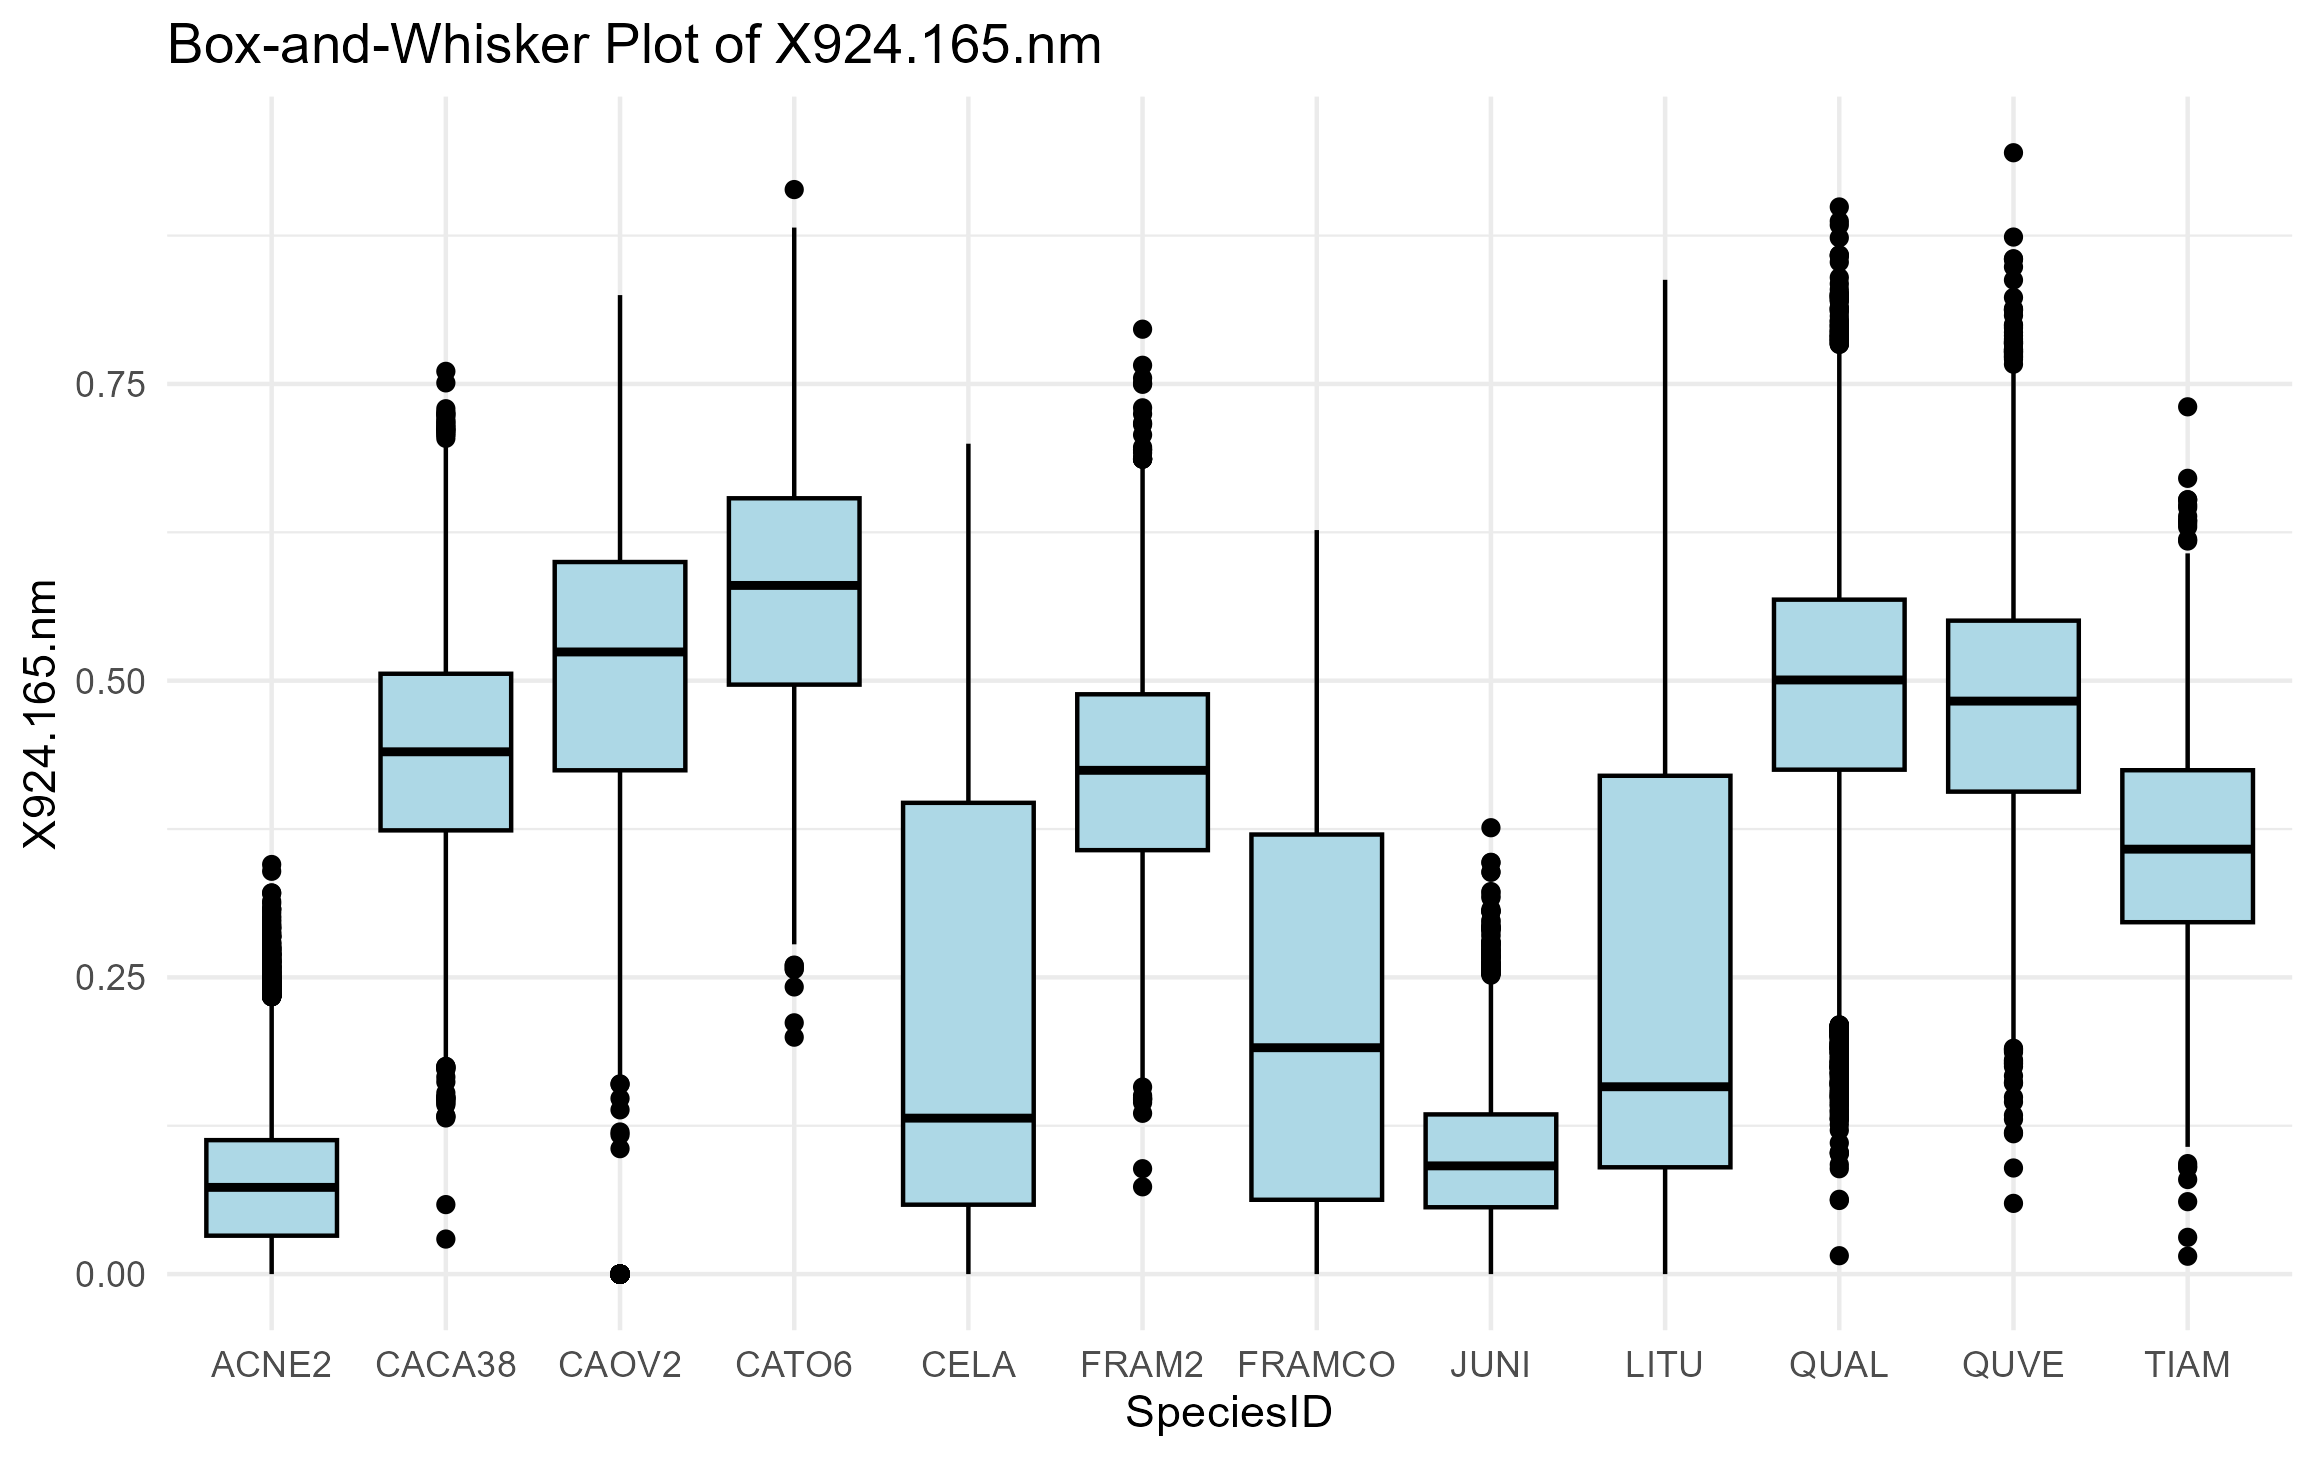 Box-and-Whisker Plot of X924.165.nm
X924.165.nm
0.75
0.50
0.25
0.00
ACNE2 CACA38 CAOV2 CATO6 CELA FRAM2 FRAMCO JUNI LITU QUAL QUVE TIAM
SpeciesID